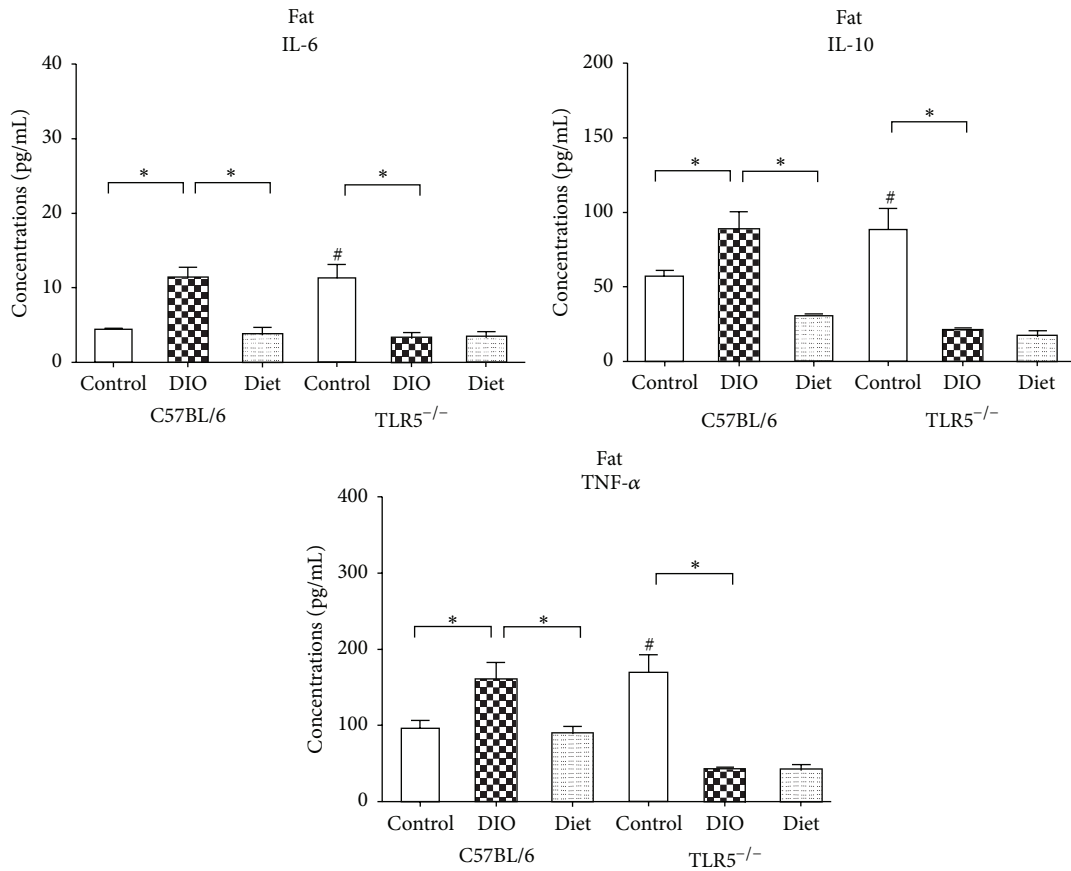 Fat
IL-6
Concentrations (pg/mL)
40
30
20
10
0
* * *
#
Control DIO Diet Control DIO Diet
C57BL/6 TLR5−/−
Fat
IL-10
Concentrations (pg/mL)
200
150
100
50
0
*
* *
#
Control DIO Diet Control DIO Diet
C57BL/6 TLR5−/−
Fat
TNF-α
Concentrations (pg/mL)
400
300
200
100
0
*
* *
#
Control DIO Diet Control DIO Diet
C57BL/6 TLR5−/−